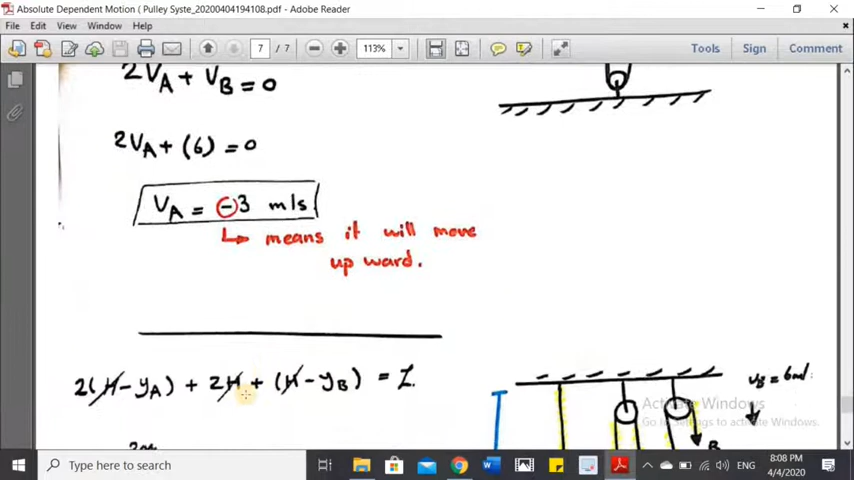 Absolute Dependent Motion ( Pulley Syste_20200404194108.pdf - Adobe Reader
File Edit View Window Help
7 / 7 113% Tools Sign Comment
2VA + VB = 0
2VA + (6) = 0
VA = -3 m/s
means it will move
up ward.
2(H - yA) + 2H + (H - yB) = L.
VB = 6m/
B
Activate Windows
Go to Settings to activate Windows.
Type here to search
ENG
8:08 PM
4/4/2020